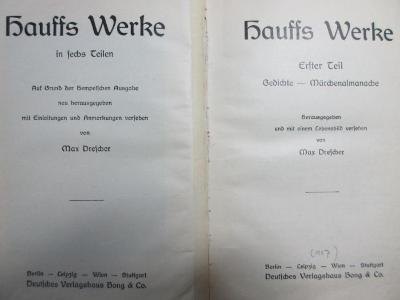 Hauffs Werke
in sechs Teilen
Auf Grund der Hempelschen Ausgabe
neu herausgegeben
mit Einleitungen und Anmerkungen versehen
von
Max Drescher
Berlin — Leipzig — Wien — Stuttgart
Deutsches Verlagshaus Bong & Co.
Hauffs Werke
Erster Teil
Gedichte — Märchenalmanache
Herausgegeben
und mit einem Lebensbild versehen
von
Max Drescher
Berlin — Leipzig — Wien — Stuttgart
Deutsches Verlagshaus Bong & Co.